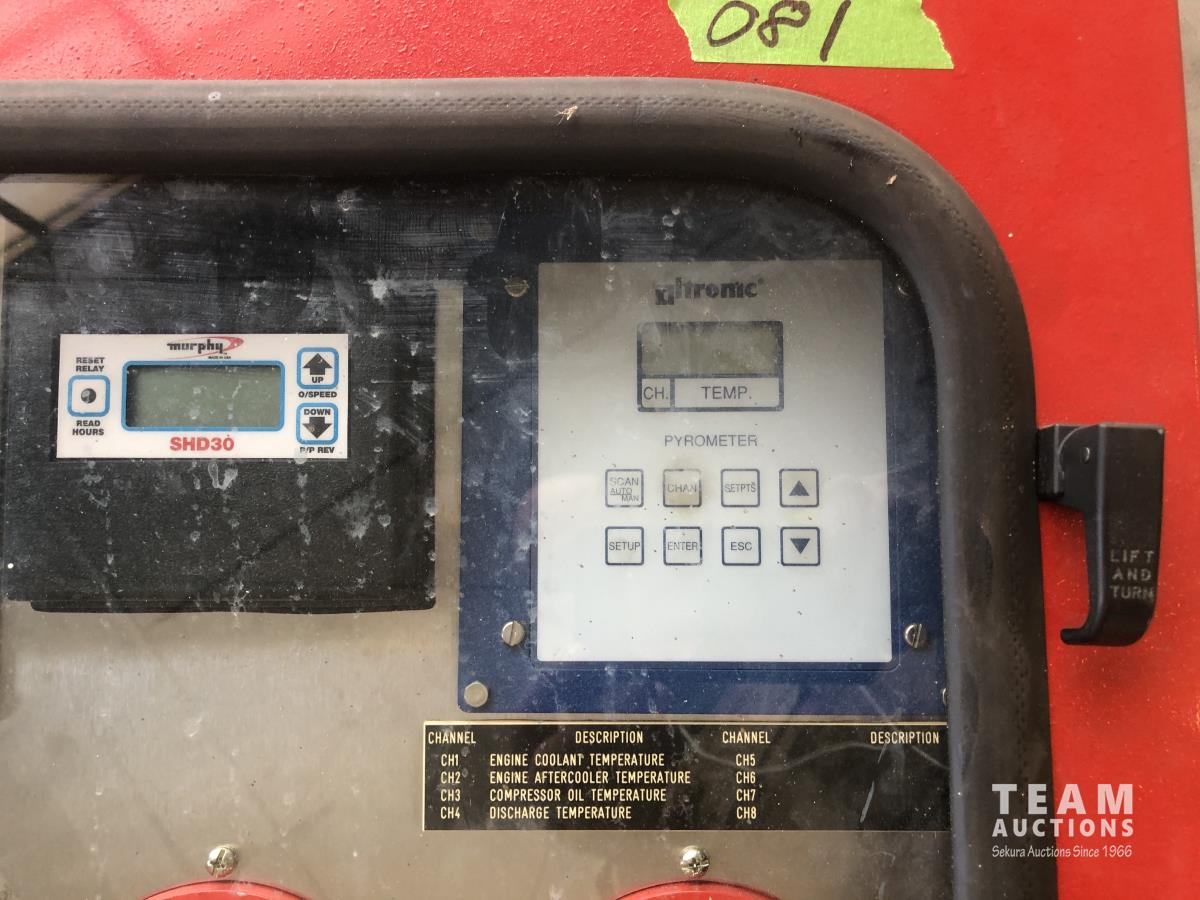 081
murphy
MADE IN USA
RESET
RELAY
READ
HOURS
UP
O/SPEED
DOWN
P/P REV
SHD30
altronic
CH. TEMP.
PYROMETER
SCAN
AUTO
MAN
CHAN
SETPTS
SETUP
ENTER
ESC
LIFT
AND
TURN
CHANNEL DESCRIPTION CHANNEL DESCRIPTION
CH1 ENGINE COOLANT TEMPERATURE CH5
CH2 ENGINE AFTERCOOLER TEMPERATURE CH6
CH3 COMPRESSOR OIL TEMPERATURE CH7
CH4 DISCHARGE TEMPERATURE CH8
TEAM
AUCTIONS
Sekura Auctions Since 1966